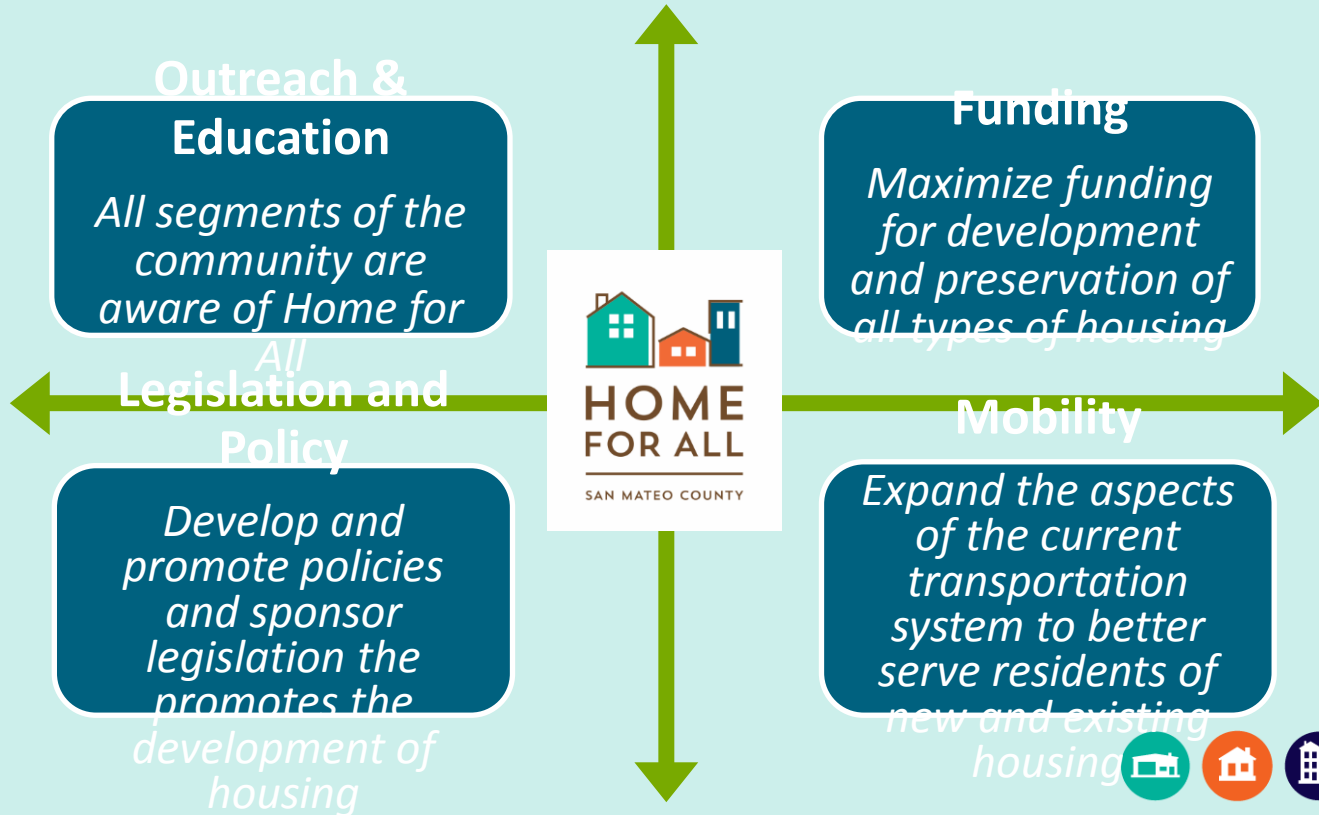 Outreach &
Education
All segments of the
community are
aware of Home for
All
Funding
Maximize funding
for development
and preservation of
all types of housing
HOME
FOR ALL
SAN MATEO COUNTY
Legislation and
Policy
Develop and
promote policies
and sponsor
legislation the
promotes the
development of
housing
Mobility
Expand the aspects
of the current
transportation
system to better
serve residents of
new and existing
housing